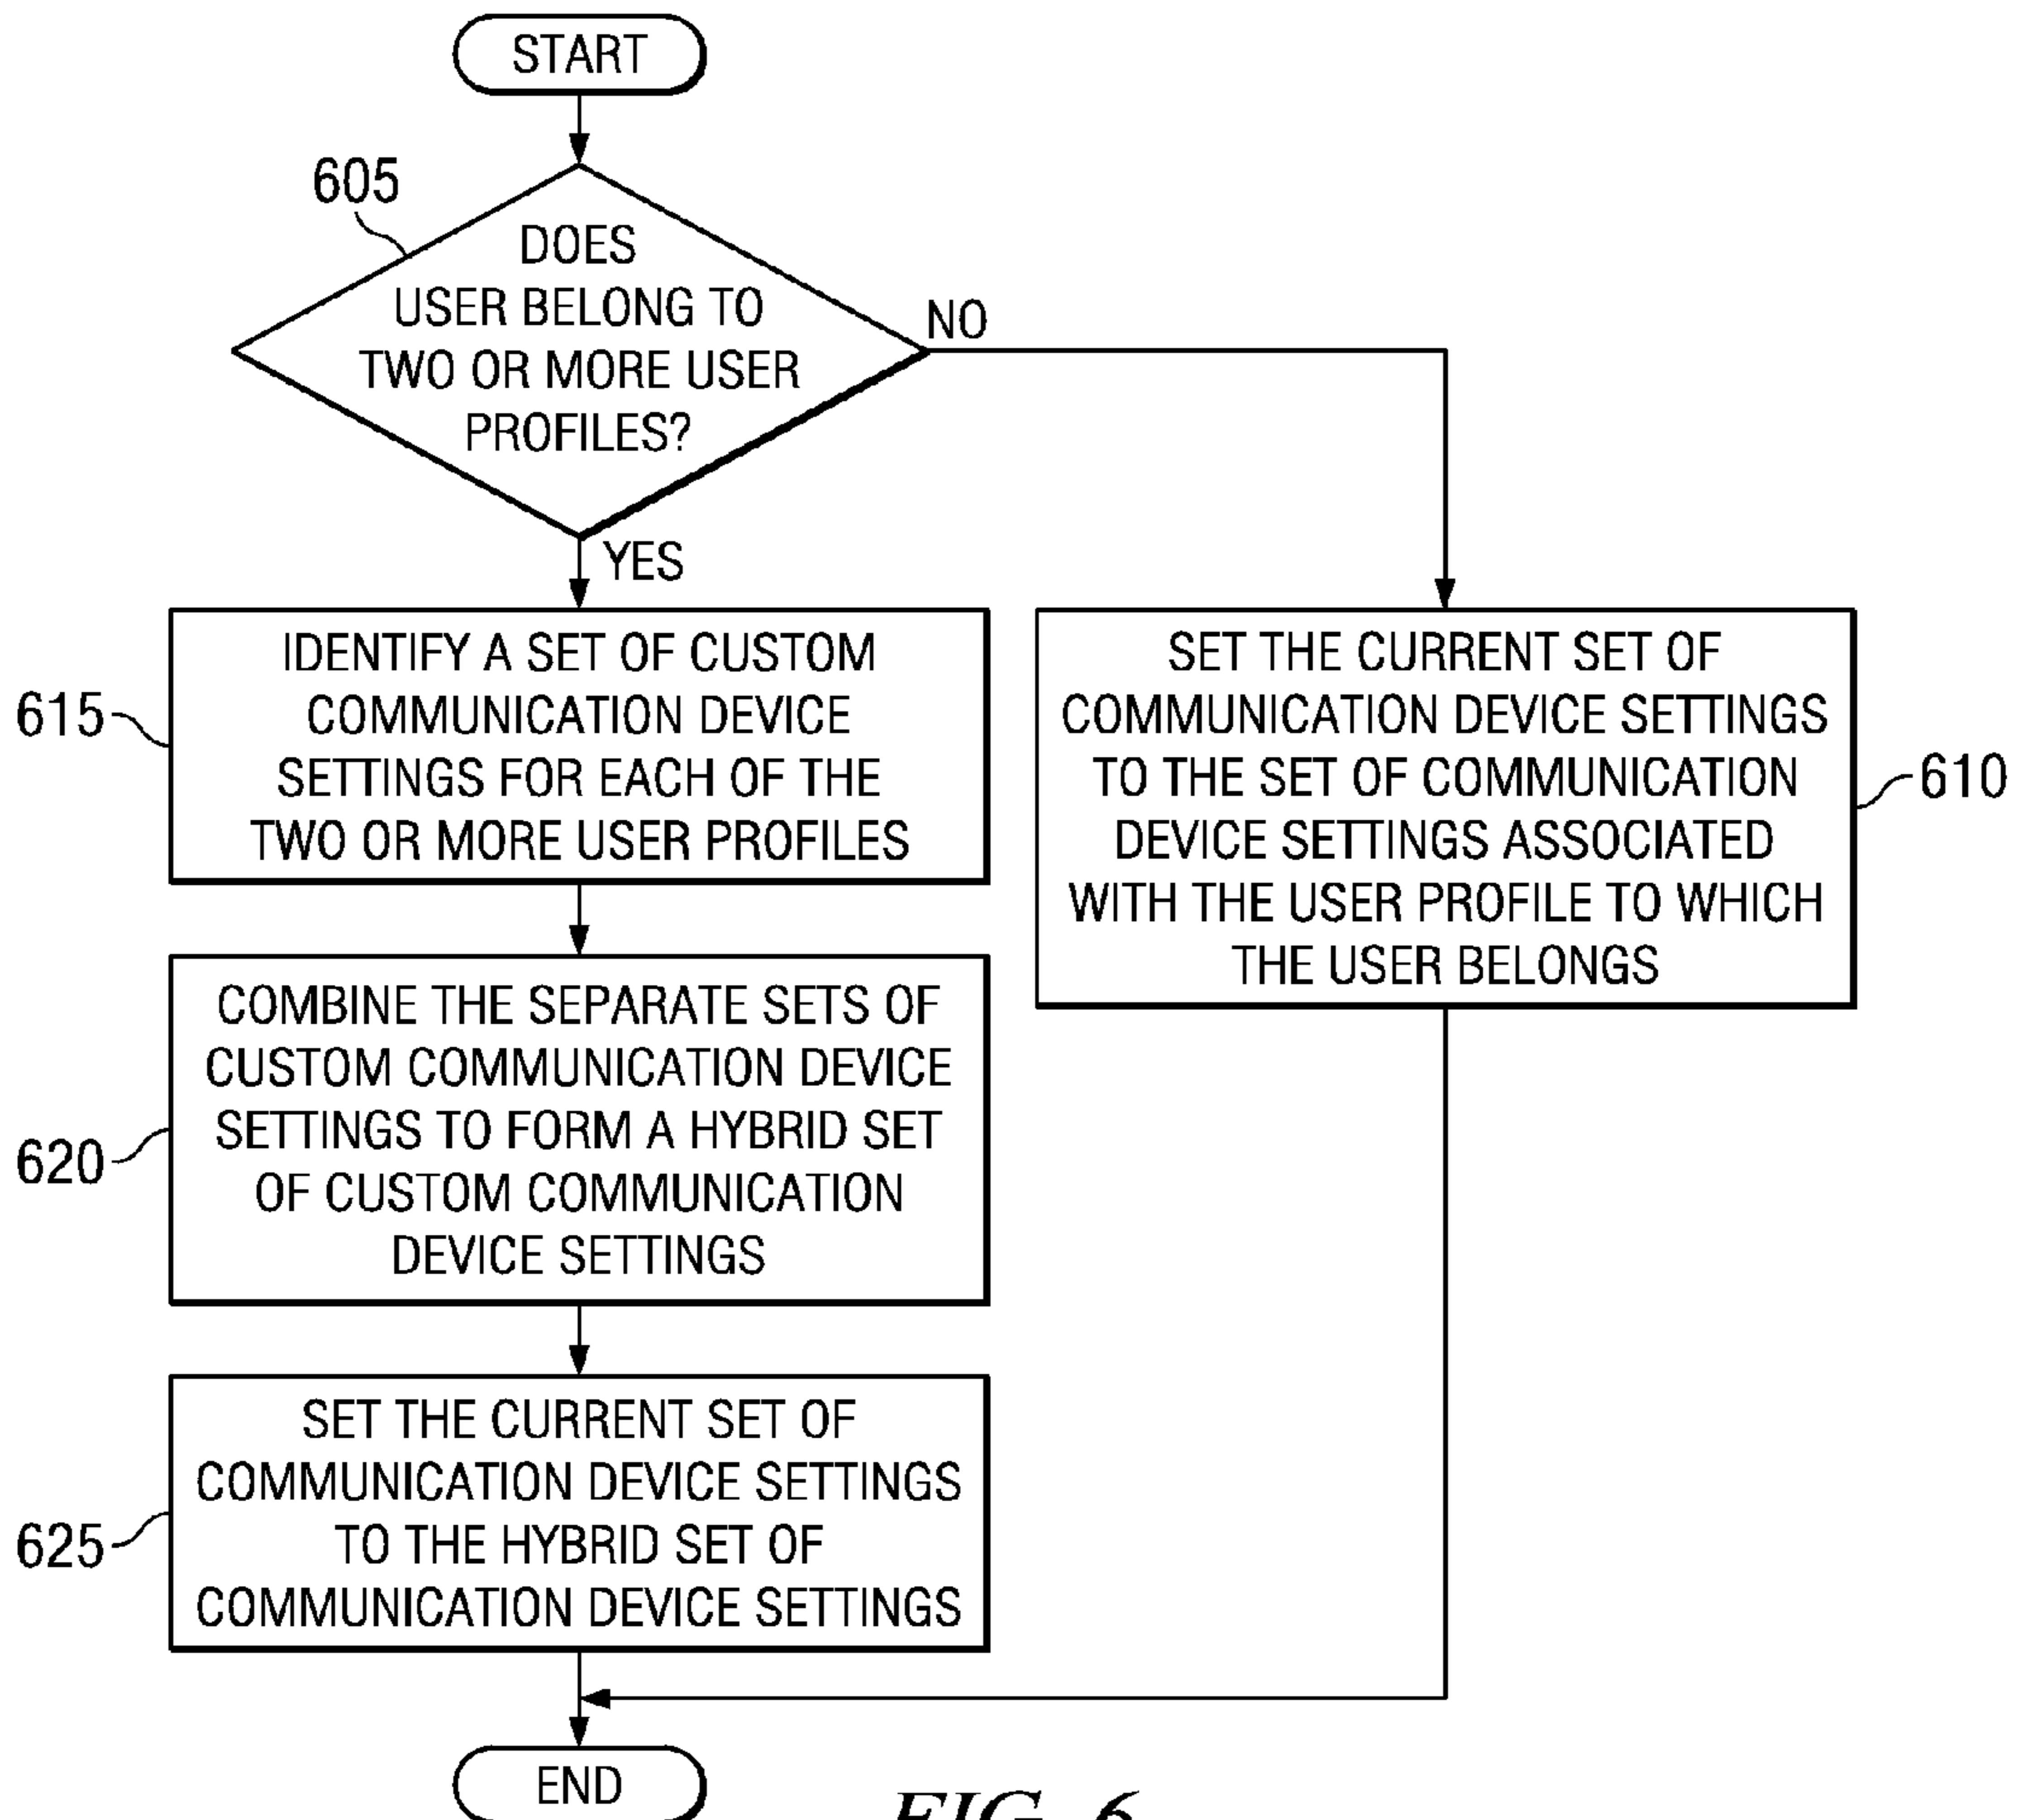 START
605
DOES
USER BELONG TO
TWO OR MORE USER
PROFILES?
NO
YES
615
IDENTIFY A SET OF CUSTOM
COMMUNICATION DEVICE
SETTINGS FOR EACH OF THE
TWO OR MORE USER PROFILES
SET THE CURRENT SET OF
COMMUNICATION DEVICE SETTINGS
TO THE SET OF COMMUNICATION
DEVICE SETTINGS ASSOCIATED
WITH THE USER PROFILE TO WHICH
THE USER BELONGS
610
620
COMBINE THE SEPARATE SETS OF
CUSTOM COMMUNICATION DEVICE
SETTINGS TO FORM A HYBRID SET
OF CUSTOM COMMUNICATION
DEVICE SETTINGS
625
SET THE CURRENT SET OF
COMMUNICATION DEVICE SETTINGS
TO THE HYBRID SET OF
COMMUNICATION DEVICE SETTINGS
END
FIG. 6